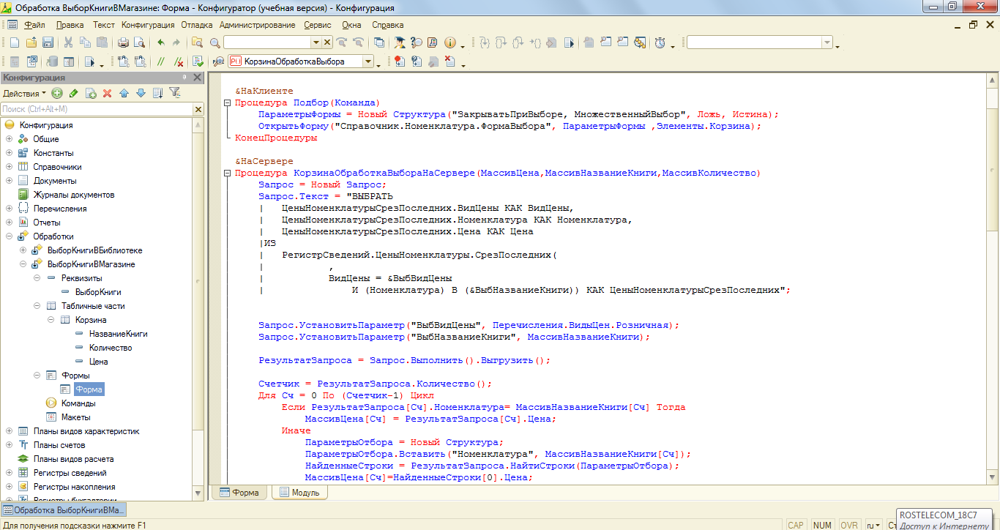 Обработка ВыборКнигиВМагазине: Форма - Конфигуратор (учебная версия) - Конфигурация
Файл Правка Текст Конфигурация Отладка Администрирование Сервис Окна Справка
КорзинаОбработкаВыбора
Конфигурация
Действия
Поиск (Ctrl+Alt+M)
Конфигурация
Общие
Константы
Справочники
Документы
Журналы документов
Перечисления
Отчеты
Обработки
ВыборКнигиВБиблиотеке
ВыборКнигиВМагазине
Реквизиты
ВыборКниги
Табличные части
Корзина
НазваниеКниги
Количество
Цена
Формы
Форма
Команды
Макеты
Планы видов характеристик
Планы счетов
Планы видов расчета
Регистры сведений
Регистры накопления
Регистры бухгалтерии
&НаКлиенте
Процедура Подбор(Команда)
ПараметрыФормы = Новый Структура("ЗакрыватьПриВыборе, МножественныйВыбор", Ложь, Истина);
ОткрытьФорму("Справочник.Номенклатура.ФормаВыбора", ПараметрыФормы ,Элементы.Корзина);
КонецПроцедуры
&НаСервере
Процедура КорзинаОбработкаВыбораНаСервере(МассивЦена,МассивНазваниеКниги,МассивКоличество)
Запрос = Новый Запрос;
Запрос.Текст = "ВЫБРАТЬ
| ЦеныНоменклатурыСрезПоследних.ВидЦены КАК ВидЦены,
| ЦеныНоменклатурыСрезПоследних.Номенклатура КАК Номенклатура,
| ЦеныНоменклатурыСрезПоследних.Цена КАК Цена
|ИЗ
| РегистрСведений.ЦеныНоменклатуры.СрезПоследних(
| ,
| ВидЦены = &ВыбВидЦены
| И (Номенклатура) В (&ВыбНазваниеКниги)) КАК ЦеныНоменклатурыСрезПоследних";
Запрос.УстановитьПараметр("ВыбВидЦены", Перечисления.ВидыЦен.Розничная);
Запрос.УстановитьПараметр("ВыбНазваниеКниги", МассивНазваниеКниги);
РезультатЗапроса = Запрос.Выполнить().Выгрузить();
Счетчик = РезультатЗапроса.Количество();
Для Сч = 0 По (Счетчик-1) Цикл
Если РезультатЗапроса[Сч].Номенклатура= МассивНазваниеКниги[Сч] Тогда
МассивЦена[Сч] = РезультатЗапроса[Сч].Цена;
Иначе
ПараметрыОтбора = Новый Структура;
ПараметрыОтбора.Вставить("Номенклатура", МассивНазваниеКниги[Сч]);
НайденныеСтроки = РезультатЗапроса.НайтиСтроки(ПараметрыОтбора);
МассивЦена[Сч]=НайденныеСтроки[0].Цена;
Форма Модуль
Обработка ВыборКнигиВМа...
Для получения подсказки нажмите F1
CAP NUM OVR ru Ст
ROSTELECOM_18C7
Доступ к Интернету